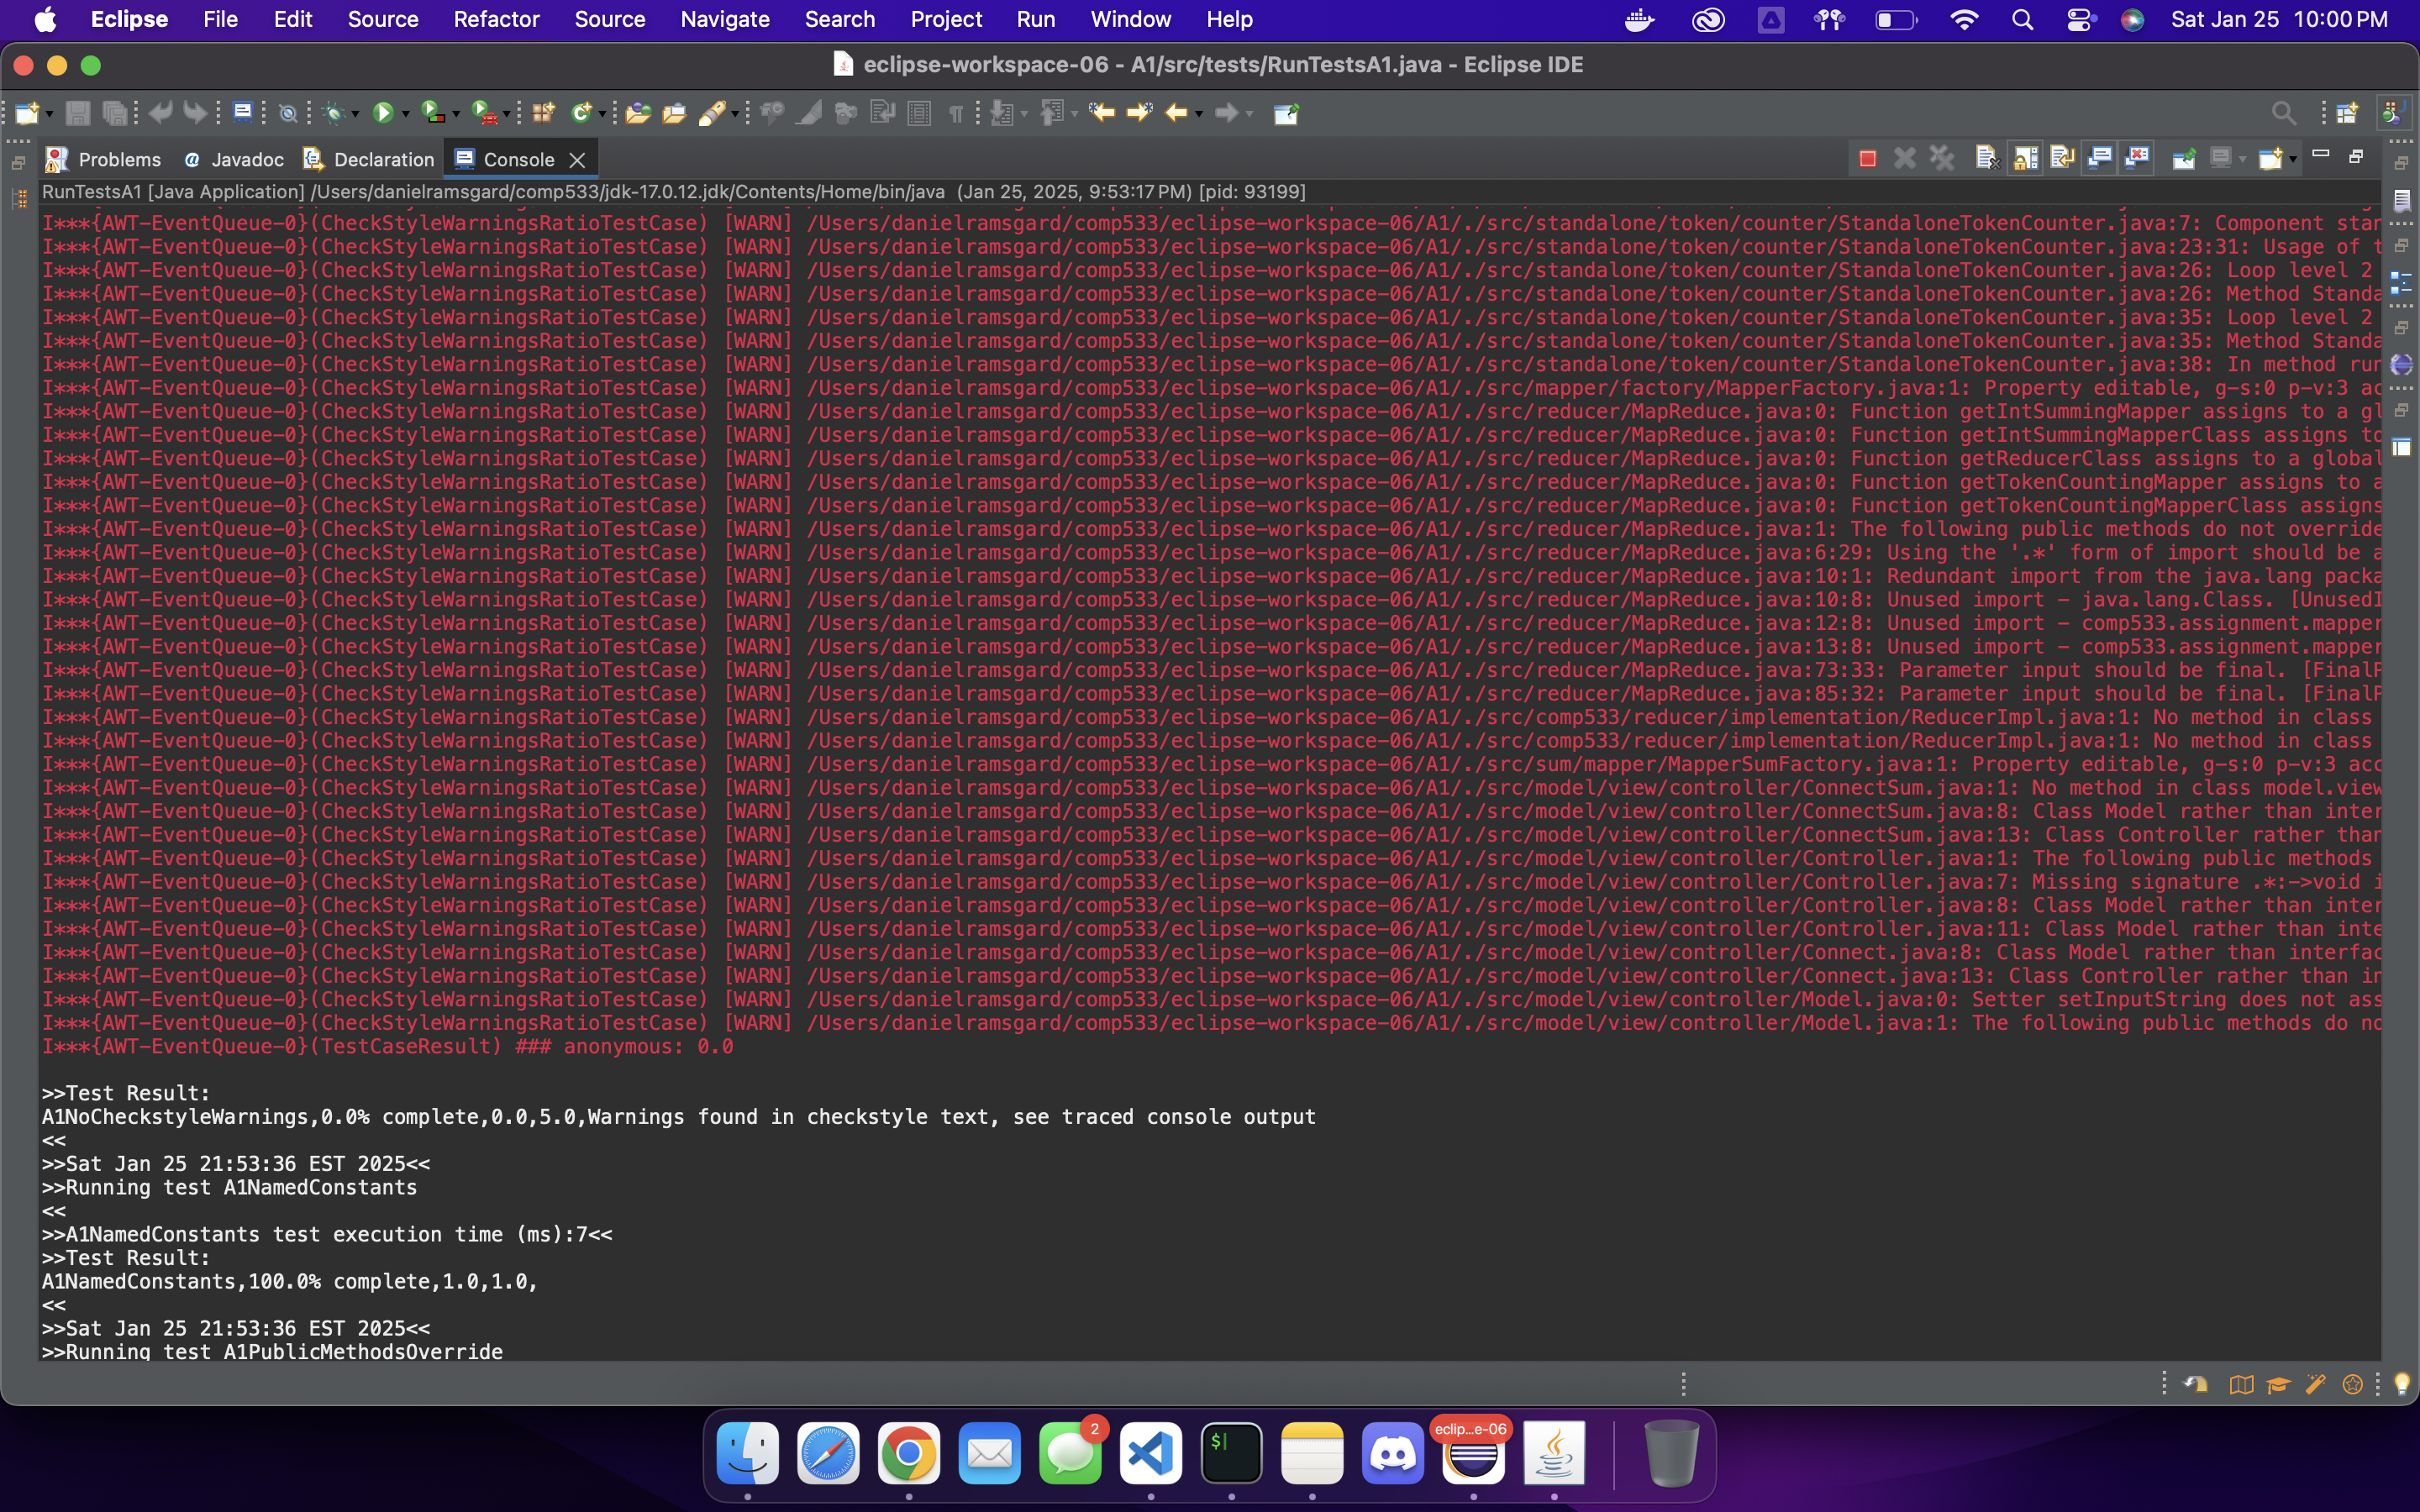 Eclipse File Edit Source Refactor Source Navigate Search Project Run Window Help Sat Jan 25 10:00 PM
eclipse-workspace-06 - A1/src/tests/RunTestsA1.java - Eclipse IDE
Problems @ Javadoc Declaration Console
RunTestsA1 [Java Application] /Users/danielramsgard/comp533/jdk-17.0.12.jdk/Contents/Home/bin/java (Jan 25, 2025, 9:53:17 PM) [pid: 93199]
I***{AWT-EventQueue-0}(CheckStyleWarningsRatioTestCase) [WARN] /Users/danielramsgard/comp533/eclipse-workspace-06/A1/./src/standalone/token/counter/StandaloneTokenCounter.java:7: Component stan
I***{AWT-EventQueue-0}(CheckStyleWarningsRatioTestCase) [WARN] /Users/danielramsgard/comp533/eclipse-workspace-06/A1/./src/standalone/token/counter/StandaloneTokenCounter.java:23:31: Usage of t
I***{AWT-EventQueue-0}(CheckStyleWarningsRatioTestCase) [WARN] /Users/danielramsgard/comp533/eclipse-workspace-06/A1/./src/standalone/token/counter/StandaloneTokenCounter.java:26: Loop level 2
I***{AWT-EventQueue-0}(CheckStyleWarningsRatioTestCase) [WARN] /Users/danielramsgard/comp533/eclipse-workspace-06/A1/./src/standalone/token/counter/StandaloneTokenCounter.java:26: Method Standa
I***{AWT-EventQueue-0}(CheckStyleWarningsRatioTestCase) [WARN] /Users/danielramsgard/comp533/eclipse-workspace-06/A1/./src/standalone/token/counter/StandaloneTokenCounter.java:35: Loop level 2
I***{AWT-EventQueue-0}(CheckStyleWarningsRatioTestCase) [WARN] /Users/danielramsgard/comp533/eclipse-workspace-06/A1/./src/standalone/token/counter/StandaloneTokenCounter.java:35: Method Standa
I***{AWT-EventQueue-0}(CheckStyleWarningsRatioTestCase) [WARN] /Users/danielramsgard/comp533/eclipse-workspace-06/A1/./src/standalone/token/counter/StandaloneTokenCounter.java:38: In method run
I***{AWT-EventQueue-0}(CheckStyleWarningsRatioTestCase) [WARN] /Users/danielramsgard/comp533/eclipse-workspace-06/A1/./src/mapper/factory/MapperFactory.java:1: Property editable, g-s:0 p-v:3 ac
I***{AWT-EventQueue-0}(CheckStyleWarningsRatioTestCase) [WARN] /Users/danielramsgard/comp533/eclipse-workspace-06/A1/./src/reducer/MapReduce.java:0: Function getIntSummingMapper assigns to a gl
I***{AWT-EventQueue-0}(CheckStyleWarningsRatioTestCase) [WARN] /Users/danielramsgard/comp533/eclipse-workspace-06/A1/./src/reducer/MapReduce.java:0: Function getIntSummingMapperClass assigns to
I***{AWT-EventQueue-0}(CheckStyleWarningsRatioTestCase) [WARN] /Users/danielramsgard/comp533/eclipse-workspace-06/A1/./src/reducer/MapReduce.java:0: Function getReducerClass assigns to a global
I***{AWT-EventQueue-0}(CheckStyleWarningsRatioTestCase) [WARN] /Users/danielramsgard/comp533/eclipse-workspace-06/A1/./src/reducer/MapReduce.java:0: Function getTokenCountingMapper assigns to a
I***{AWT-EventQueue-0}(CheckStyleWarningsRatioTestCase) [WARN] /Users/danielramsgard/comp533/eclipse-workspace-06/A1/./src/reducer/MapReduce.java:0: Function getTokenCountingMapperClass assigns
I***{AWT-EventQueue-0}(CheckStyleWarningsRatioTestCase) [WARN] /Users/danielramsgard/comp533/eclipse-workspace-06/A1/./src/reducer/MapReduce.java:1: The following public methods do not override
I***{AWT-EventQueue-0}(CheckStyleWarningsRatioTestCase) [WARN] /Users/danielramsgard/comp533/eclipse-workspace-06/A1/./src/reducer/MapReduce.java:6:29: Using the '.*' form of import should be a
I***{AWT-EventQueue-0}(CheckStyleWarningsRatioTestCase) [WARN] /Users/danielramsgard/comp533/eclipse-workspace-06/A1/./src/reducer/MapReduce.java:10:1: Redundant import from the java.lang packa
I***{AWT-EventQueue-0}(CheckStyleWarningsRatioTestCase) [WARN] /Users/danielramsgard/comp533/eclipse-workspace-06/A1/./src/reducer/MapReduce.java:10:8: Unused import - java.lang.Class. [UnusedI
I***{AWT-EventQueue-0}(CheckStyleWarningsRatioTestCase) [WARN] /Users/danielramsgard/comp533/eclipse-workspace-06/A1/./src/reducer/MapReduce.java:12:8: Unused import - comp533.assignment.mapper
I***{AWT-EventQueue-0}(CheckStyleWarningsRatioTestCase) [WARN] /Users/danielramsgard/comp533/eclipse-workspace-06/A1/./src/reducer/MapReduce.java:13:8: Unused import - comp533.assignment.mapper
I***{AWT-EventQueue-0}(CheckStyleWarningsRatioTestCase) [WARN] /Users/danielramsgard/comp533/eclipse-workspace-06/A1/./src/reducer/MapReduce.java:73:33: Parameter input should be final. [FinalP
I***{AWT-EventQueue-0}(CheckStyleWarningsRatioTestCase) [WARN] /Users/danielramsgard/comp533/eclipse-workspace-06/A1/./src/reducer/MapReduce.java:85:32: Parameter input should be final. [FinalP
I***{AWT-EventQueue-0}(CheckStyleWarningsRatioTestCase) [WARN] /Users/danielramsgard/comp533/eclipse-workspace-06/A1/./src/comp533/reducer/implementation/ReducerImpl.java:1: No method in class
I***{AWT-EventQueue-0}(CheckStyleWarningsRatioTestCase) [WARN] /Users/danielramsgard/comp533/eclipse-workspace-06/A1/./src/comp533/reducer/implementation/ReducerImpl.java:1: No method in class
I***{AWT-EventQueue-0}(CheckStyleWarningsRatioTestCase) [WARN] /Users/danielramsgard/comp533/eclipse-workspace-06/A1/./src/sum/mapper/MapperSumFactory.java:1: Property editable, g-s:0 p-v:3 acc
I***{AWT-EventQueue-0}(CheckStyleWarningsRatioTestCase) [WARN] /Users/danielramsgard/comp533/eclipse-workspace-06/A1/./src/model/view/controller/ConnectSum.java:1: No method in class model.view
I***{AWT-EventQueue-0}(CheckStyleWarningsRatioTestCase) [WARN] /Users/danielramsgard/comp533/eclipse-workspace-06/A1/./src/model/view/controller/ConnectSum.java:8: Class Model rather than inter
I***{AWT-EventQueue-0}(CheckStyleWarningsRatioTestCase) [WARN] /Users/danielramsgard/comp533/eclipse-workspace-06/A1/./src/model/view/controller/ConnectSum.java:13: Class Controller rather than
I***{AWT-EventQueue-0}(CheckStyleWarningsRatioTestCase) [WARN] /Users/danielramsgard/comp533/eclipse-workspace-06/A1/./src/model/view/controller/Controller.java:1: The following public methods
I***{AWT-EventQueue-0}(CheckStyleWarningsRatioTestCase) [WARN] /Users/danielramsgard/comp533/eclipse-workspace-06/A1/./src/model/view/controller/Controller.java:7: Missing signature .*:->void i
I***{AWT-EventQueue-0}(CheckStyleWarningsRatioTestCase) [WARN] /Users/danielramsgard/comp533/eclipse-workspace-06/A1/./src/model/view/controller/Controller.java:8: Class Model rather than inter
I***{AWT-EventQueue-0}(CheckStyleWarningsRatioTestCase) [WARN] /Users/danielramsgard/comp533/eclipse-workspace-06/A1/./src/model/view/controller/Controller.java:11: Class Model rather than inte
I***{AWT-EventQueue-0}(CheckStyleWarningsRatioTestCase) [WARN] /Users/danielramsgard/comp533/eclipse-workspace-06/A1/./src/model/view/controller/Connect.java:8: Class Model rather than interfac
I***{AWT-EventQueue-0}(CheckStyleWarningsRatioTestCase) [WARN] /Users/danielramsgard/comp533/eclipse-workspace-06/A1/./src/model/view/controller/Connect.java:13: Class Controller rather than in
I***{AWT-EventQueue-0}(CheckStyleWarningsRatioTestCase) [WARN] /Users/danielramsgard/comp533/eclipse-workspace-06/A1/./src/model/view/controller/Model.java:0: Setter setInputString does not ass
I***{AWT-EventQueue-0}(CheckStyleWarningsRatioTestCase) [WARN] /Users/danielramsgard/comp533/eclipse-workspace-06/A1/./src/model/view/controller/Model.java:1: The following public methods do no
I***{AWT-EventQueue-0}(TestCaseResult) ### anonymous: 0.0
>>Test Result:
A1NoCheckstyleWarnings,0.0% complete,0.0,5.0,Warnings found in checkstyle text, see traced console output
<<
>>Sat Jan 25 21:53:36 EST 2025<<
>>Running test A1NamedConstants
<<
>>A1NamedConstants test execution time (ms):7<<
>>Test Result:
A1NamedConstants,100.0% complete,1.0,1.0,
<<
>>Sat Jan 25 21:53:36 EST 2025<<
>>Running test A1PublicMethodsOverride
2
eclip...e-06
$